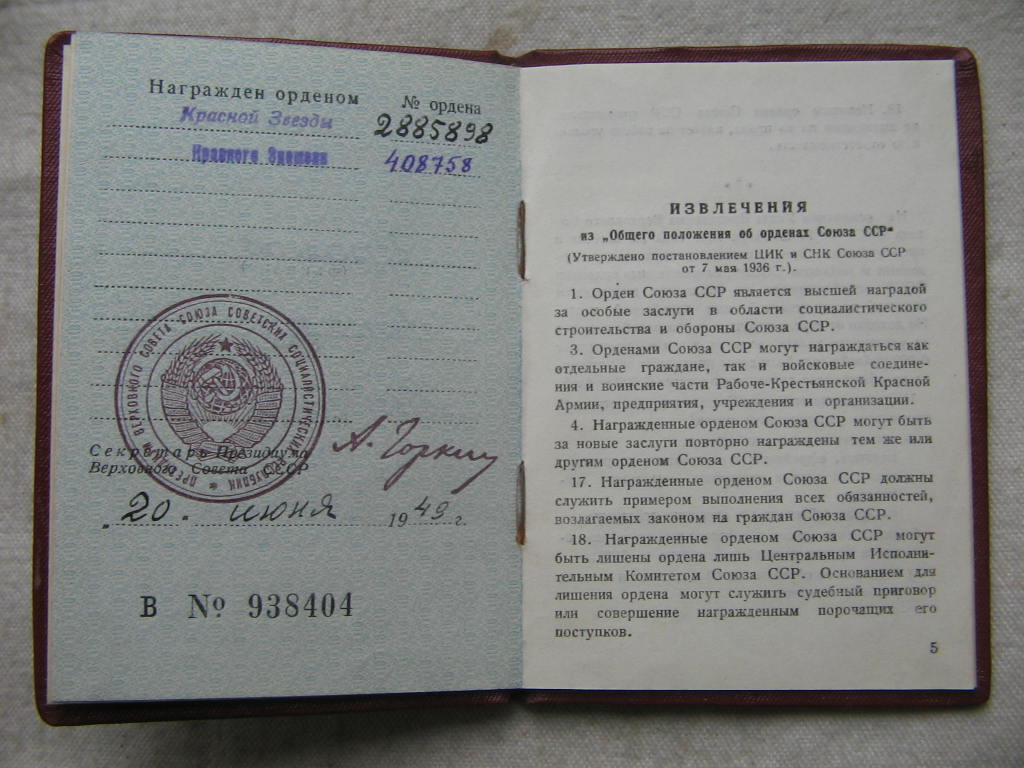 Награжден орденом № ордена
Красной Звезды 2885898
Красного Знамени 408758
ПРЕЗИДИУМ ВЕРХОВНОГО СОВЕТА СОЮЗА СОВЕТСКИХ СОЦИАЛИСТИЧЕСКИХ РЕСПУБЛИК
Секретарь Президиума
Верховного Совета СССР
А. Горкин
„20. июня 1949 г.
В № 938404
ИЗВЛЕЧЕНИЯ
из „Общего положения об орденах Союза ССР“
(Утверждено постановлением ЦИК и СНК Союза ССР
от 7 мая 1936 г.).
1. Орден Союза ССР является высшей наградой
за особые заслуги в области социалистического
строительства и обороны Союза ССР.
3. Орденами Союза ССР могут награждаться как
отдельные граждане, так и войсковые соедине-
ния и воинские части Рабоче-Крестьянской Красной
Армии, предприятия, учреждения и организации.
4. Награжденные орденом Союза ССР могут быть
за новые заслуги повторно награждены тем же или
другим орденом Союза ССР.
17. Награжденные орденом Союза ССР должны
служить примером выполнения всех обязанностей,
возлагаемых законом на граждан Союза ССР.
18. Награжденные орденом Союза ССР могут
быть лишены ордена лишь Центральным Исполни-
тельным Комитетом Союза ССР. Основанием для
лишения ордена могут служить судебный приговор
или совершение награжденным порочащих его
поступков.
5